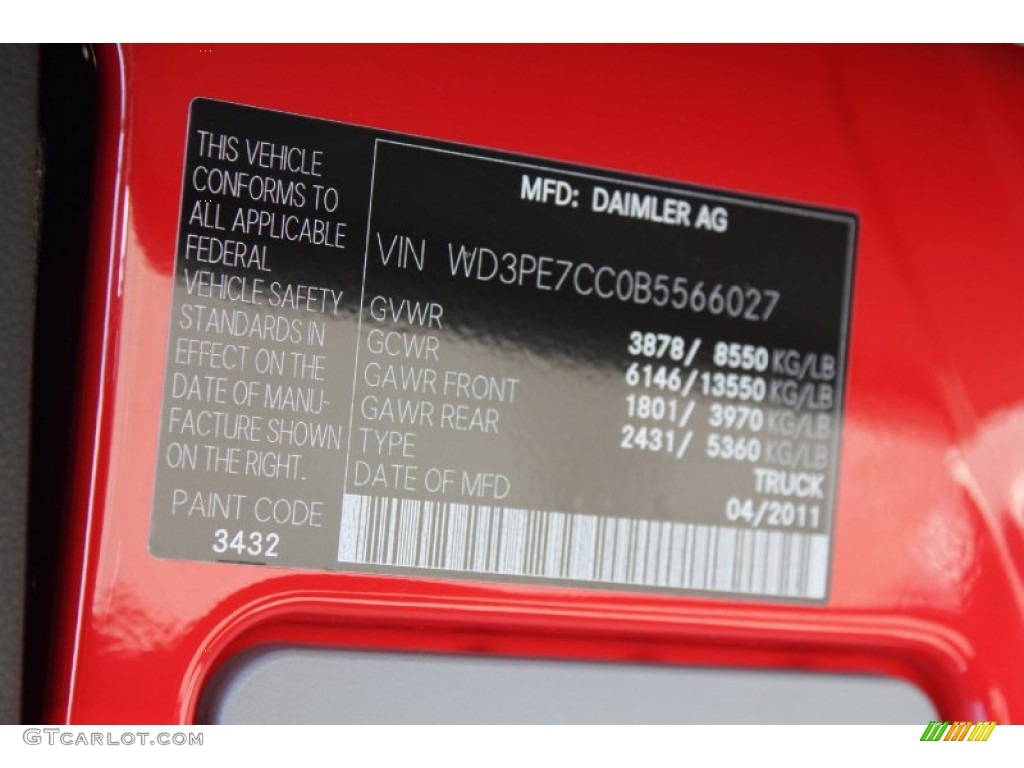 THIS VEHICLE
CONFORMS TO
ALL APPLICABLE
FEDERAL
VEHICLE SAFETY
STANDARDS IN
EFFECT ON THE
DATE OF MANU-
FACTURE SHOWN
ON THE RIGHT.
PAINT CODE
3432
MFD: DAIMLER AG
VIN WD3PE7CC0B5566027
GVWR 3878/ 8550 KG/LB
GCWR 6146/13550 KG/LB
GAWR FRONT 1801/ 3970 KG/LB
GAWR REAR 2431/ 5360 KG/LB
TYPE TRUCK
DATE OF MFD 04/2011
GTCARLOT.COM